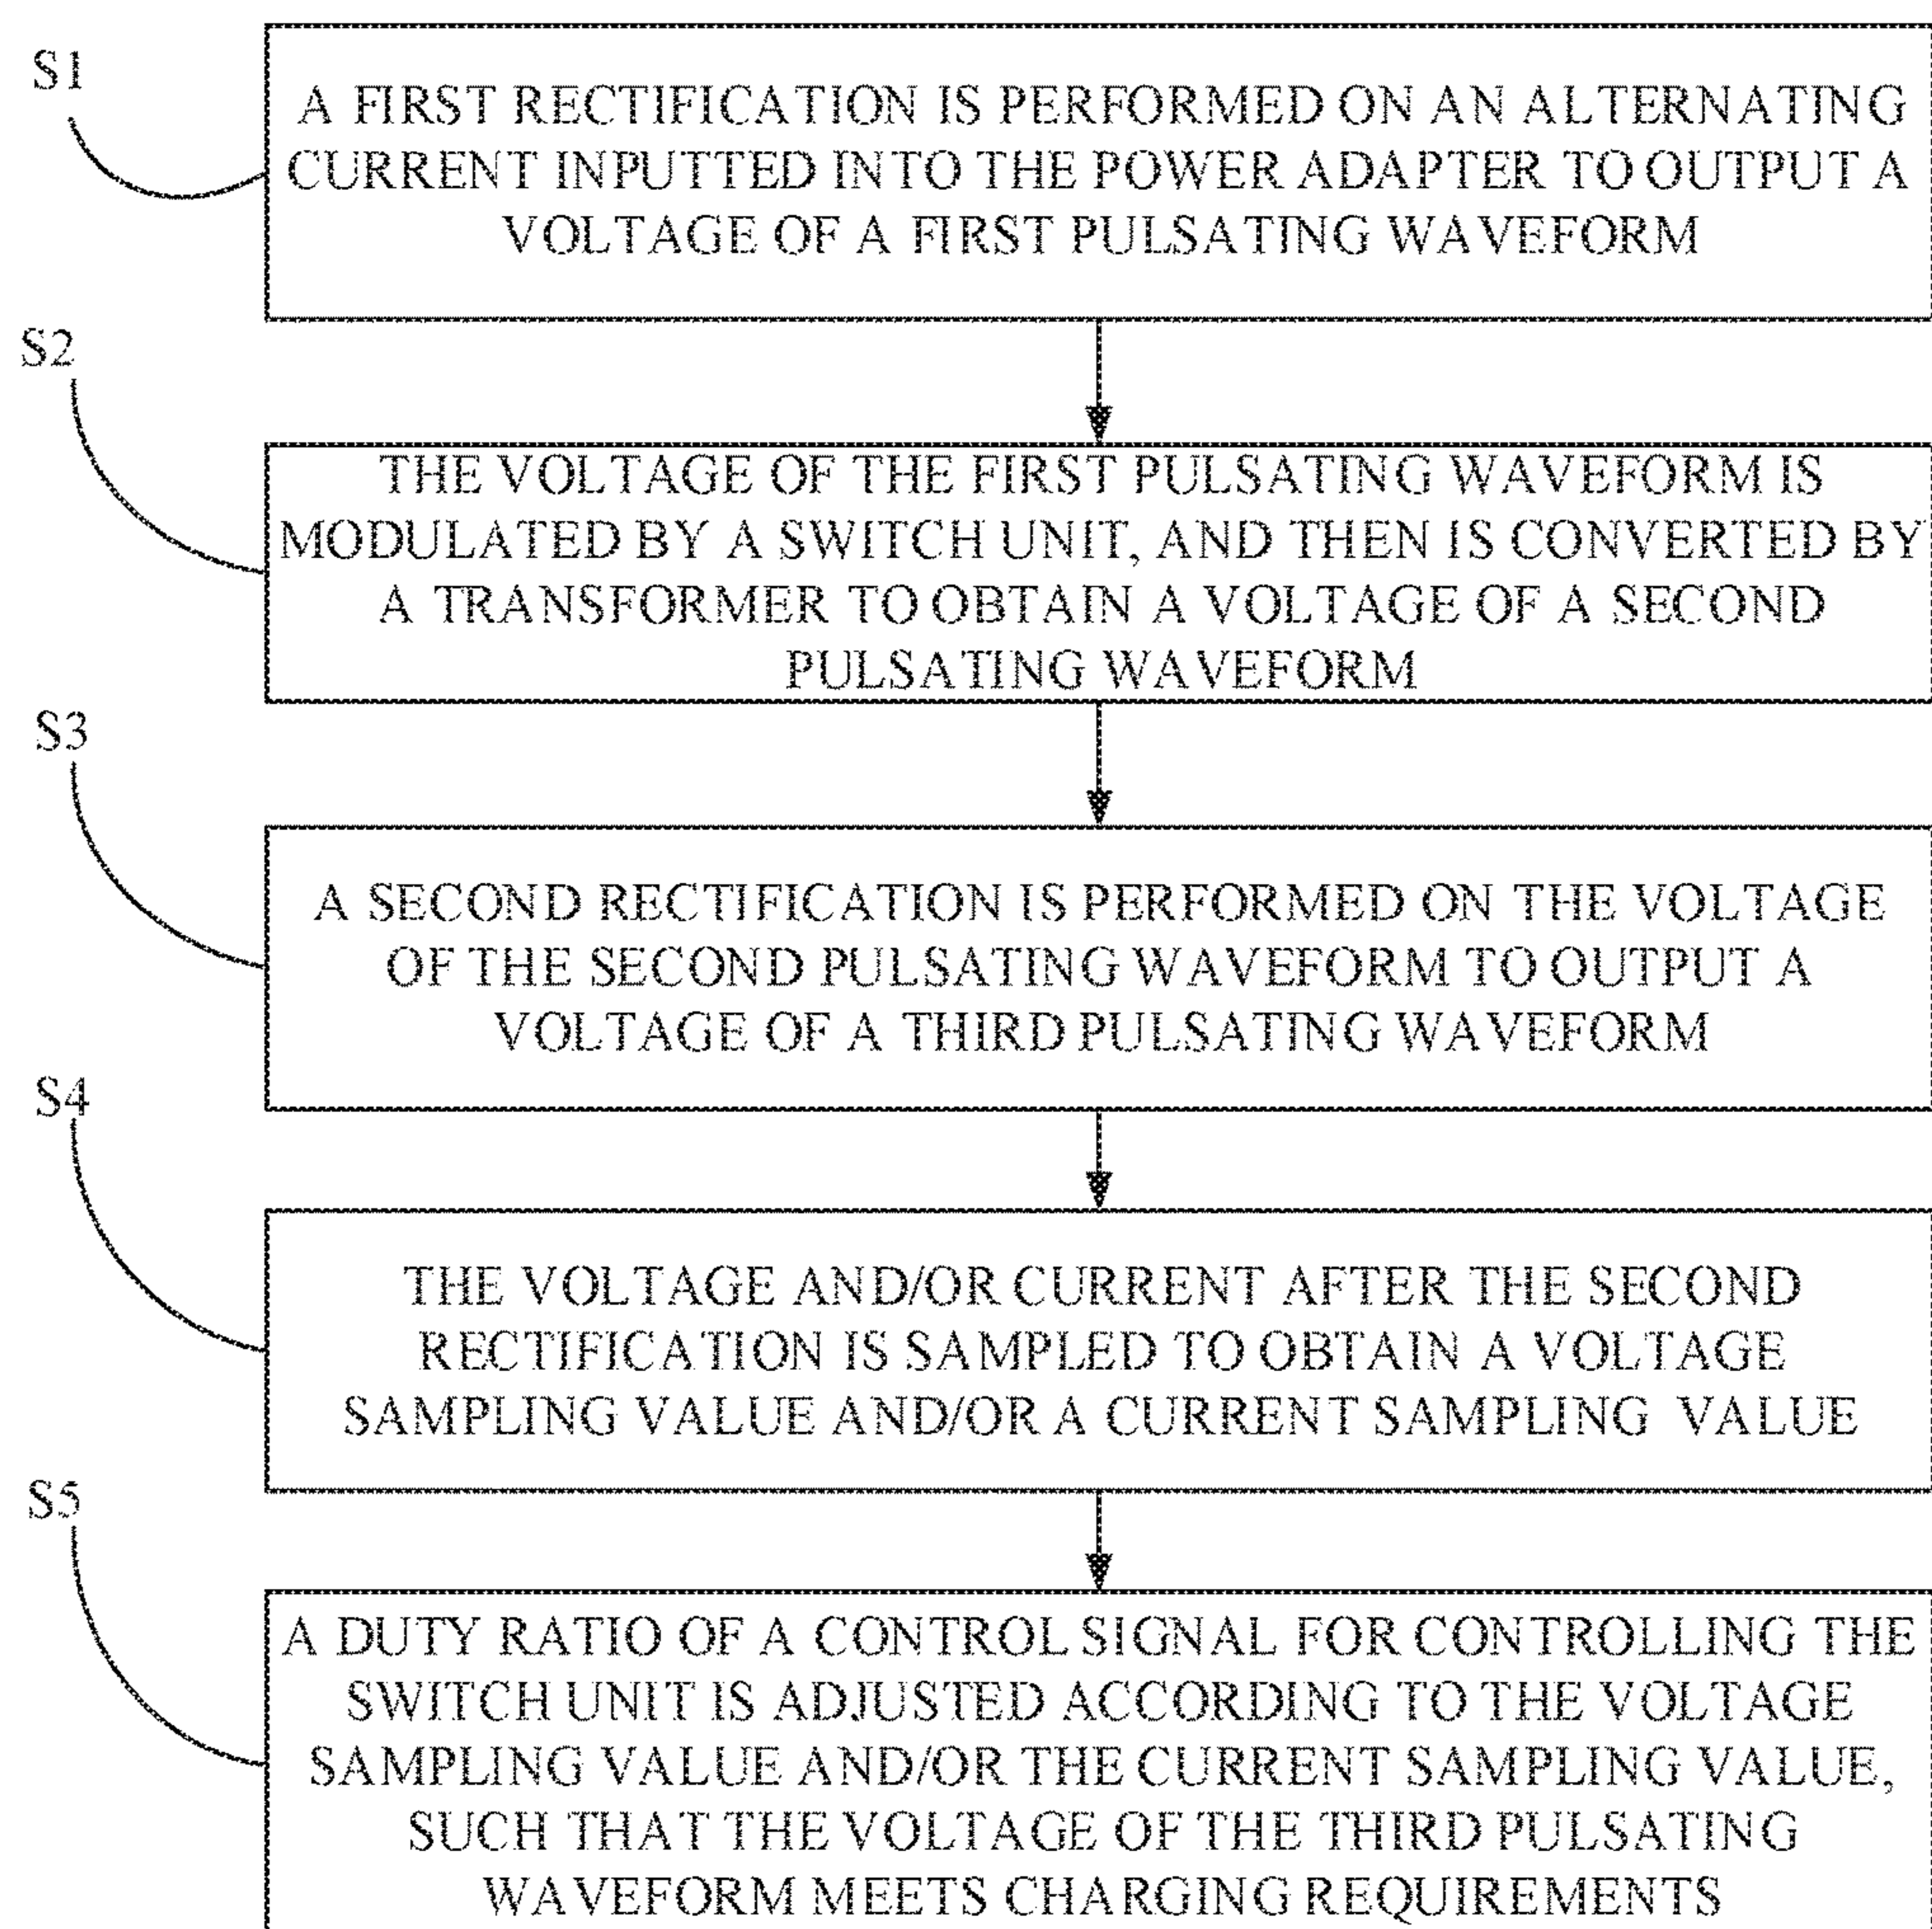 S1
A FIRST RECTIFICATION IS PERFORMED ON AN ALTERNATING
CURRENT INPUTTED INTO THE POWER ADAPTER TO OUTPUT A
VOLTAGE OF A FIRST PULSATING WAVEFORM
S2
THE VOLTAGE OF THE FIRST PULSATING WAVEFORM IS
MODULATED BY A SWITCH UNIT, AND THEN IS CONVERTED BY
A TRANSFORMER TO OBTAIN A VOLTAGE OF A SECOND
PULSATING WAVEFORM
S3
A SECOND RECTIFICATION IS PERFORMED ON THE VOLTAGE
OF THE SECOND PULSATING WAVEFORM TO OUTPUT A
VOLTAGE OF A THIRD PULSATING WAVEFORM
S4
THE VOLTAGE AND/OR CURRENT AFTER THE SECOND
RECTIFICATION IS SAMPLED TO OBTAIN A VOLTAGE
SAMPLING VALUE AND/OR A CURRENT SAMPLING VALUE
S5
A DUTY RATIO OF A CONTROL SIGNAL FOR CONTROLLING THE
SWITCH UNIT IS ADJUSTED ACCORDING TO THE VOLTAGE
SAMPLING VALUE AND/OR THE CURRENT SAMPLING VALUE,
SUCH THAT THE VOLTAGE OF THE THIRD PULSATING
WAVEFORM MEETS CHARGING REQUIREMENTS